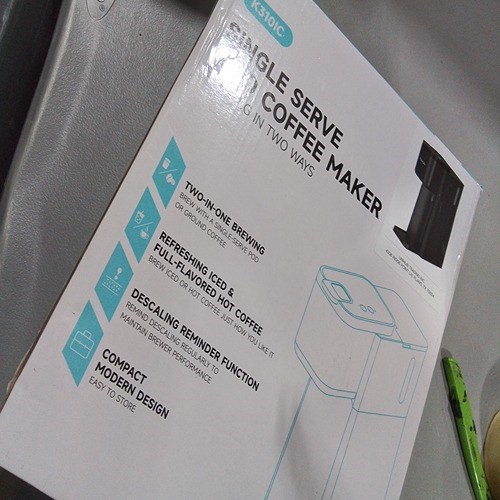 K310IC
SINGLE SERVE
COFFEE MAKER
G IN TWO WAYS
TWO-IN-ONE BREWING
BREW WITH A SINGLE-SERVE POD
OR GROUND COFFEE
REFRESHING ICED &
FULL-FLAVORED HOT COFFEE
BREW ICED OR HOT COFFEE JUST HOW YOU LIKE IT
DESCALING REMINDER FUNCTION
REMIND DESCALING REGULARLY TO
MAINTAIN BREWER PERFORMANCE
COMPACT
MODERN DESIGN
EASY TO STORE